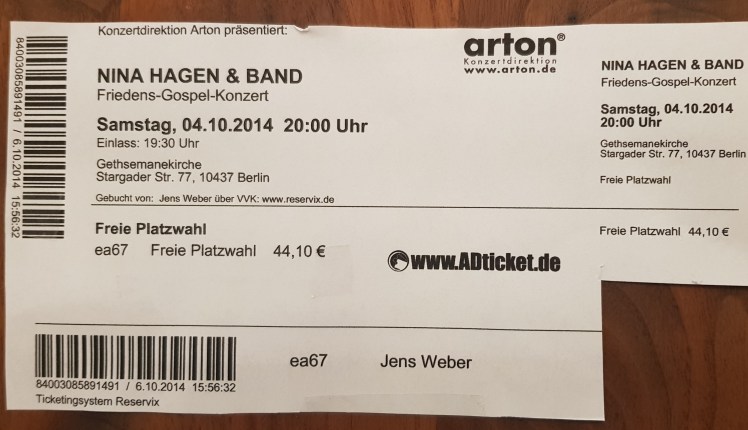 Konzertdirektion Arton präsentiert:
arton®
Konzertdirektion
www.arton.de
NINA HAGEN & BAND
Friedens-Gospel-Konzert
Samstag, 04.10.2014 20:00 Uhr
Einlass: 19:30 Uhr
Gethsemanekirche
Stargader Str. 77, 10437 Berlin
Gebucht von: Jens Weber über VVK: www.reservix.de
Freie Platzwahl
ea67 Freie Platzwahl 44,10 €
www.ADticket.de
84003085891491 / 6.10.2014 15:56:32
Ticketingsystem Reservix
ea67 Jens Weber
84003085891491 / 6.10.2014 15:56:32
NINA HAGEN & BAND
Friedens-Gospel-Konzert
Samstag, 04.10.2014
20:00 Uhr
Gethsemanekirche
Stargader Str. 77, 10437 Berlin
Freie Platzwahl
Freie Platzwahl 44,10 €